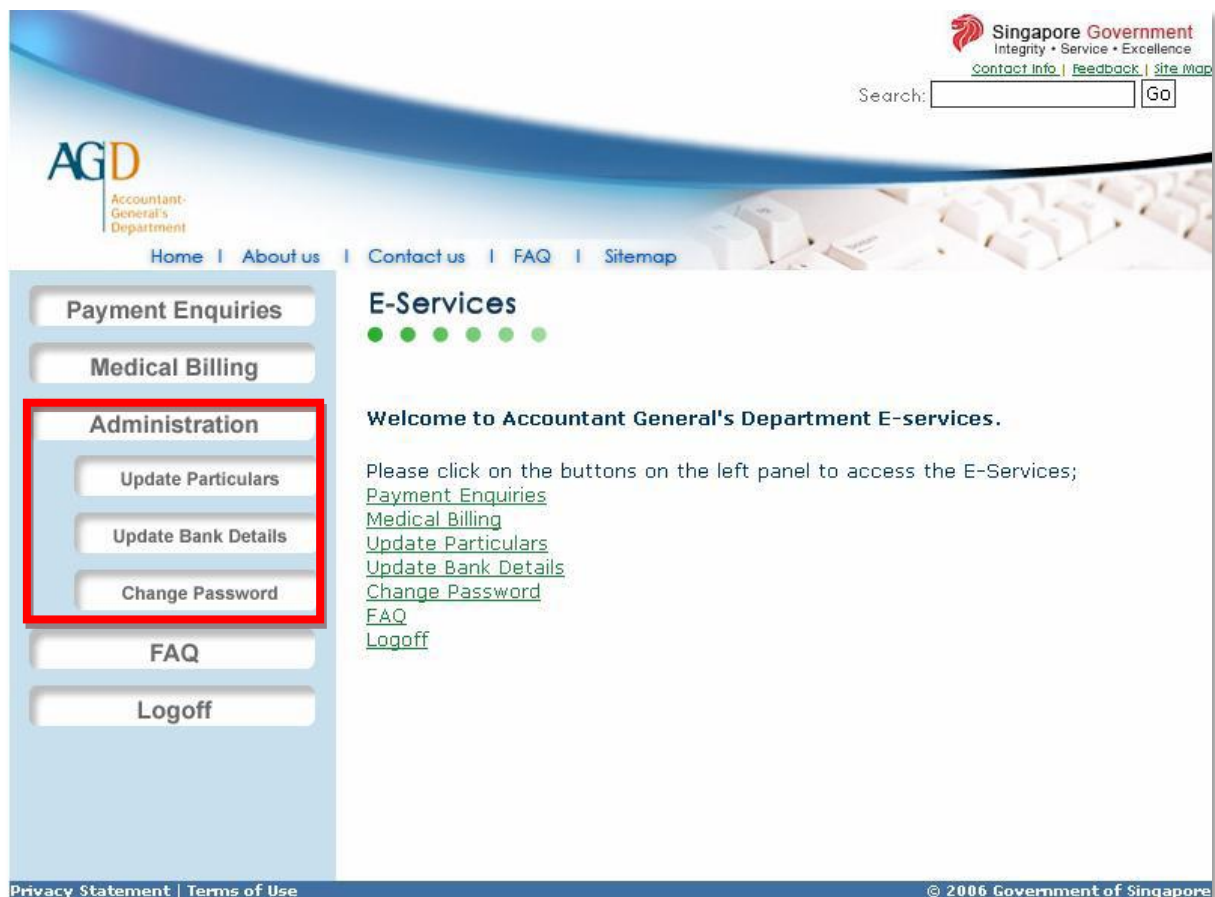 Singapore Government
Integrity • Service • Excellence
Contact Info | Feedback | Site Map
Search: Go
AGD
Accountant-
General's
Department
Home | About us | Contact us | FAQ | Sitemap
Payment Enquiries
Medical Billing
Administration
Update Particulars
Update Bank Details
Change Password
FAQ
Logoff
E-Services
Welcome to Accountant General's Department E-services.
Please click on the buttons on the left panel to access the E-Services;
Payment Enquiries
Medical Billing
Update Particulars
Update Bank Details
Change Password
FAQ
Logoff
Privacy Statement | Terms of Use
© 2006 Government of Singapore